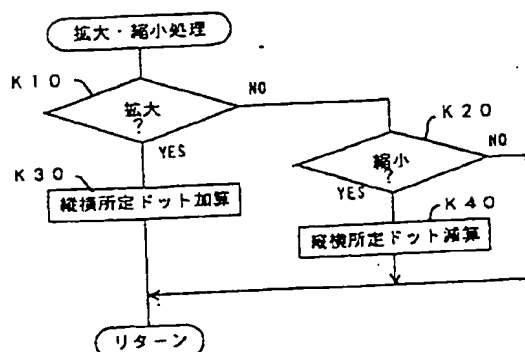 拡大・縮小処理
K10
NO
拡大
?
K20
YES
縮小
?
NO
K30
YES
縦横所定ドット加算
K40
縦横所定ドット減算
リターン